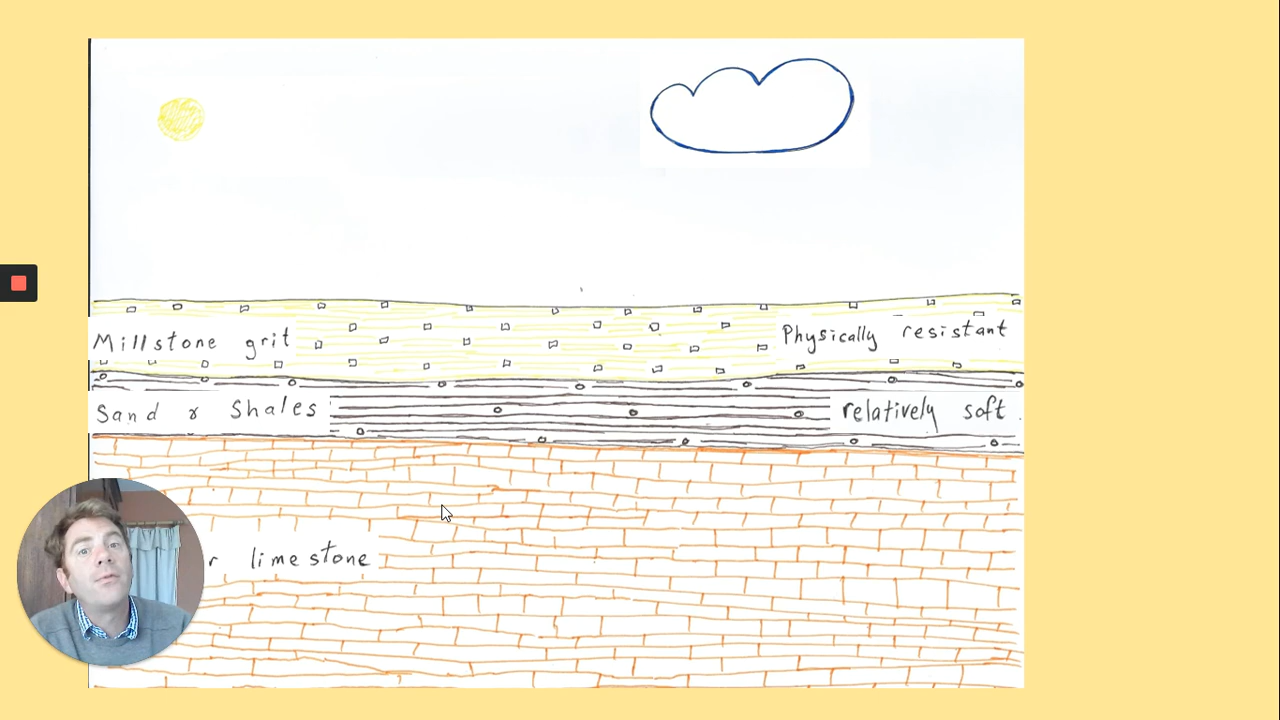 Millstone grit
Physically resistant
Sand & Shales
relatively soft
limestone